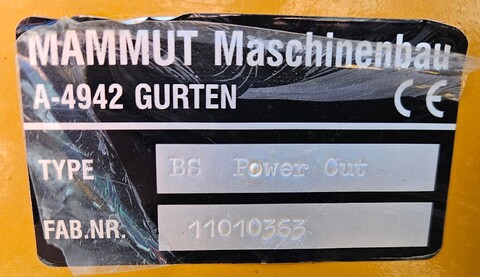 MAMMUT Maschinenbau
A-4942 GURTEN CE
TYPE BS Power Cut
FAB.NR. 11010363